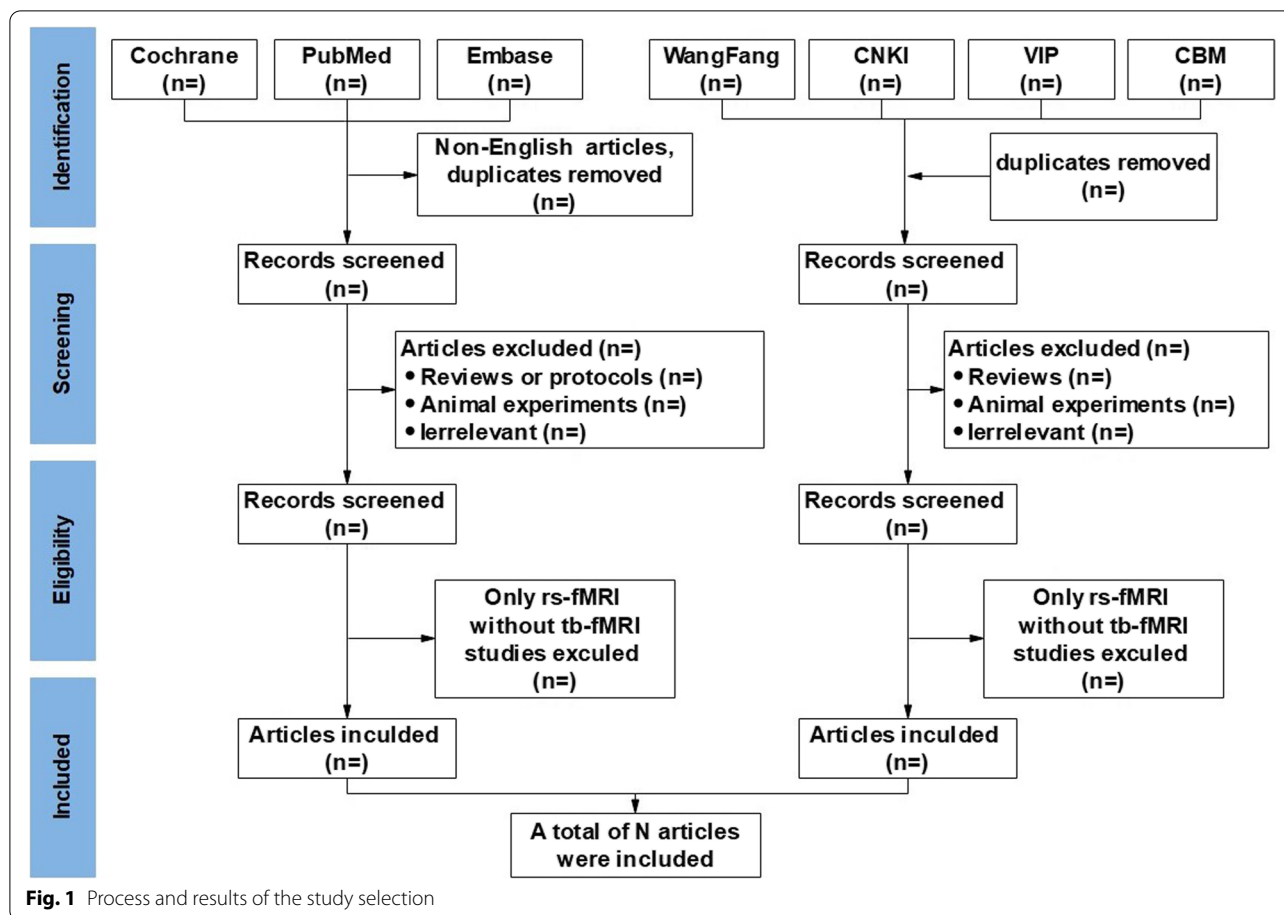 Identification
Cochrane
(n=)
PubMed
(n=)
Embase
(n=)
WangFang
(n=)
CNKI
(n=)
VIP
(n=)
CBM
(n=)
Non-English articles,
duplicates removed
(n=)
duplicates removed
(n=)
Screening
Records screened
(n=)
Records screened
(n=)
Articles excluded (n=)
• Reviews or protocols (n=)
• Animal experiments (n=)
• Ierrelevant (n=)
Articles excluded (n=)
• Reviews (n=)
• Animal experiments (n=)
• Ierrelevant (n=)
Eligibility
Records screened
(n=)
Records screened
(n=)
Only rs-fMRI
without tb-fMRI
studies exculed
(n=)
Only rs-fMRI
without tb-fMRI
studies exculed
(n=)
Included
Articles inculded
(n=)
Articles inculded
(n=)
A total of N articles
were included
Fig. 1 Process and results of the study selection